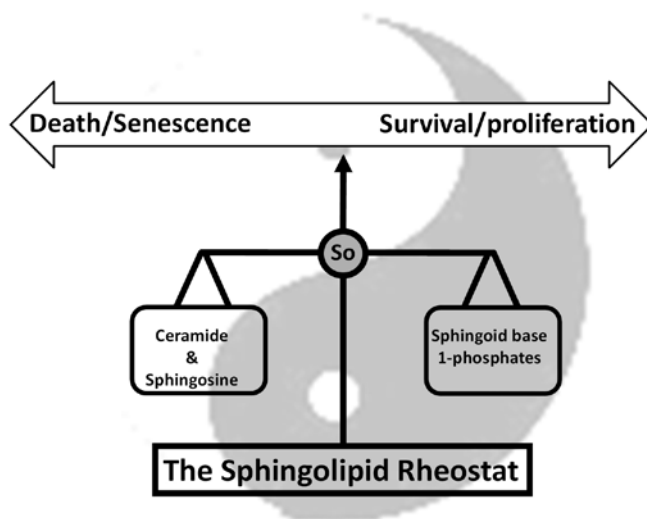 Death/Senescence
Survival/proliferation
So
Ceramide
&
Sphingosine
Sphingoid base
1-phosphates
The Sphingolipid Rheostat